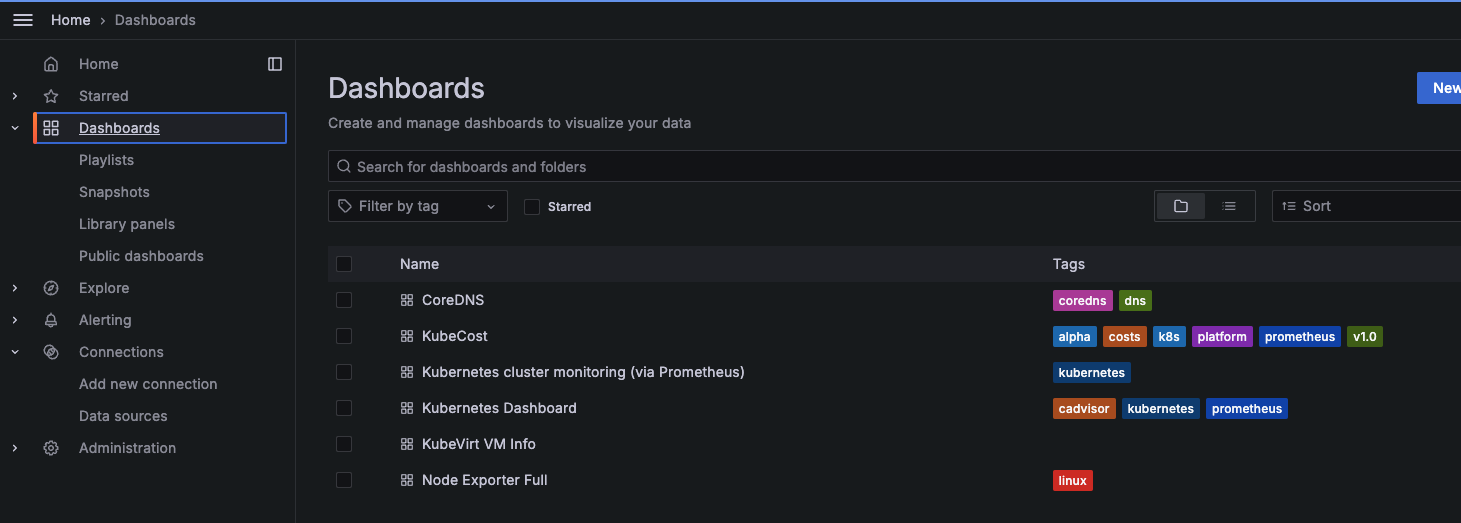 Home › Dashboards
Home
Starred
Dashboards
Playlists
Snapshots
Library panels
Public dashboards
Explore
Alerting
Connections
Add new connection
Data sources
Administration
Dashboards
New
Create and manage dashboards to visualize your data
Search for dashboards and folders
Filter by tag
Starred
Sort
Name Tags
CoreDNS coredns dns
KubeCost alpha costs k8s platform prometheus v1.0
Kubernetes cluster monitoring (via Prometheus) kubernetes
Kubernetes Dashboard cadvisor kubernetes prometheus
KubeVirt VM Info
Node Exporter Full linux